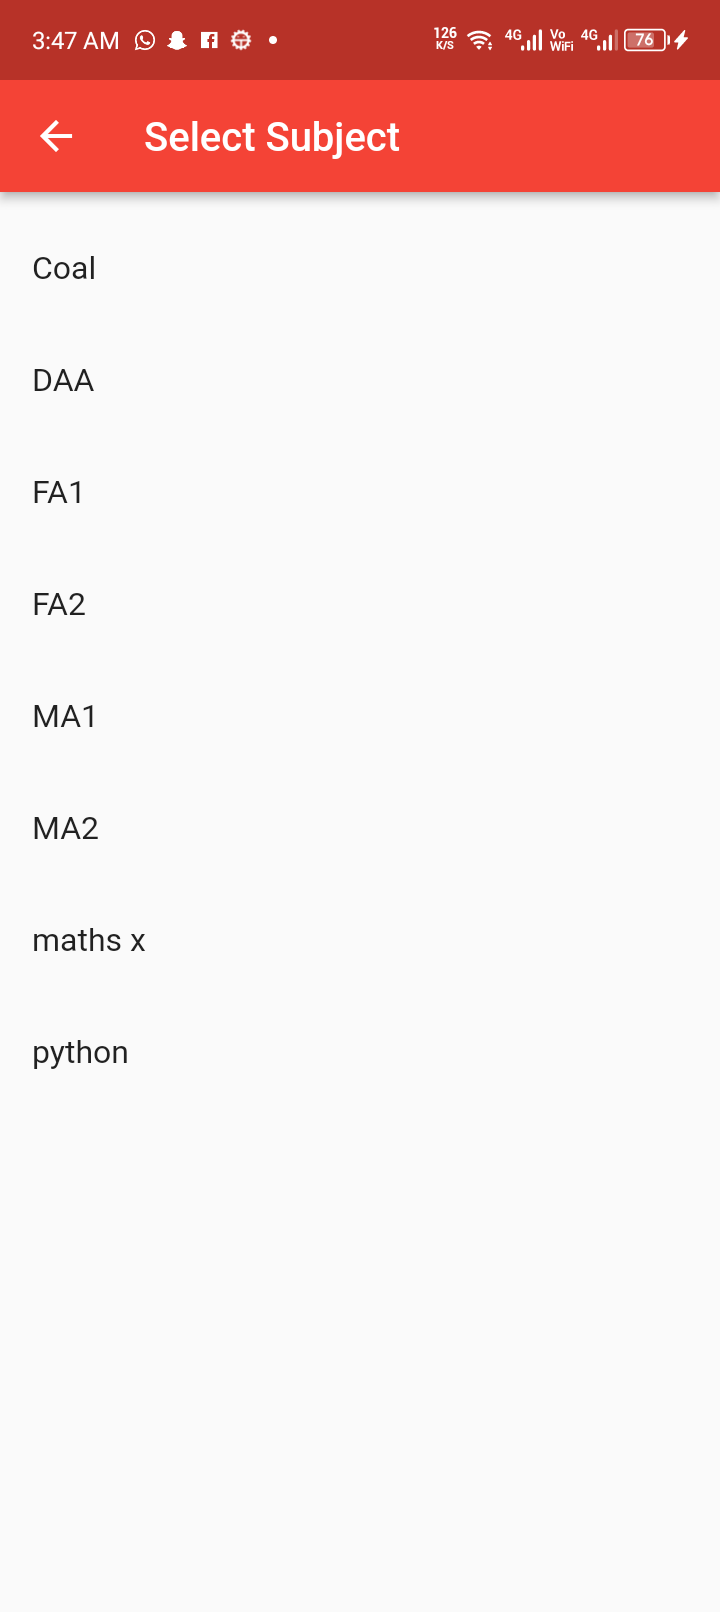 3:47 AM 126 K/S 4G Vo WiFi 4G 76
Select Subject
Coal
DAA
FA1
FA2
MA1
MA2
maths x
python